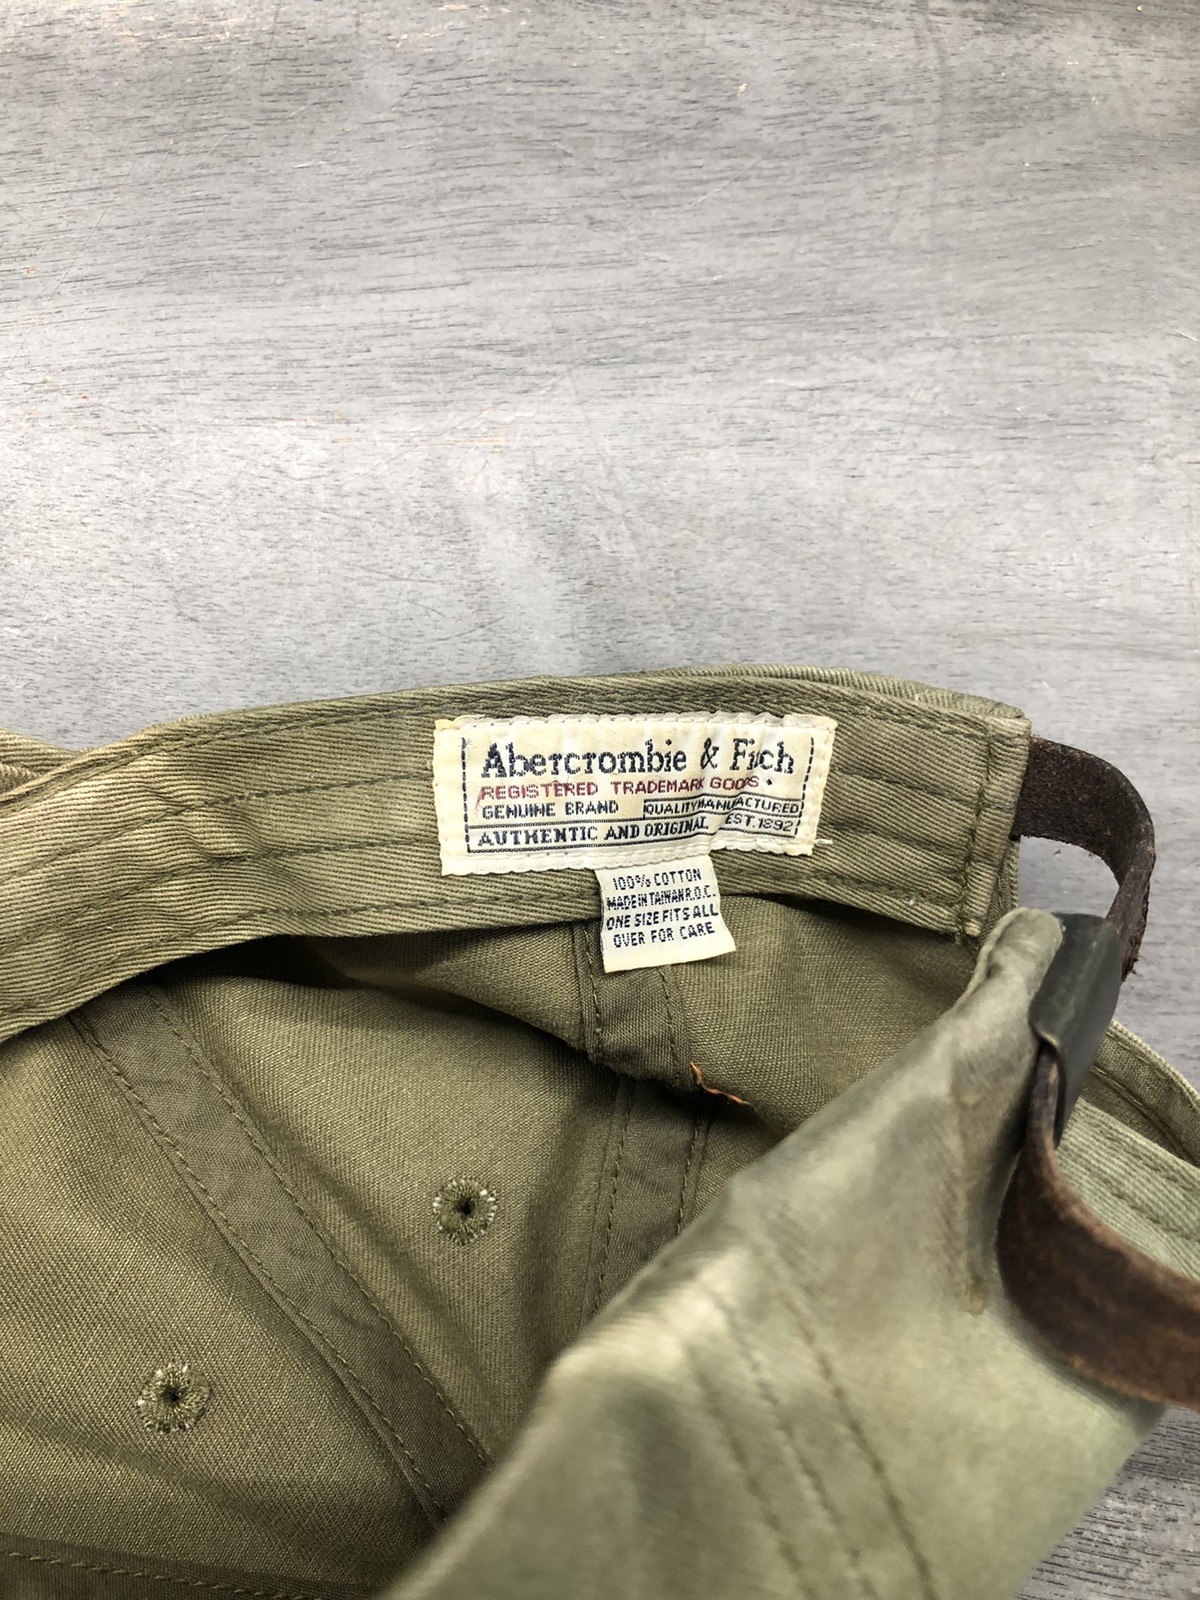 Abercrombie & Fitch
REGISTERED TRADEMARK GOODS
GENUINE BRAND QUALITY MANUFACTURED
AUTHENTIC AND ORIGINAL EST. 1892
100% COTTON
MADE IN TAIWAN R.O.C.
ONE SIZE FITS ALL
OVER FOR CARE